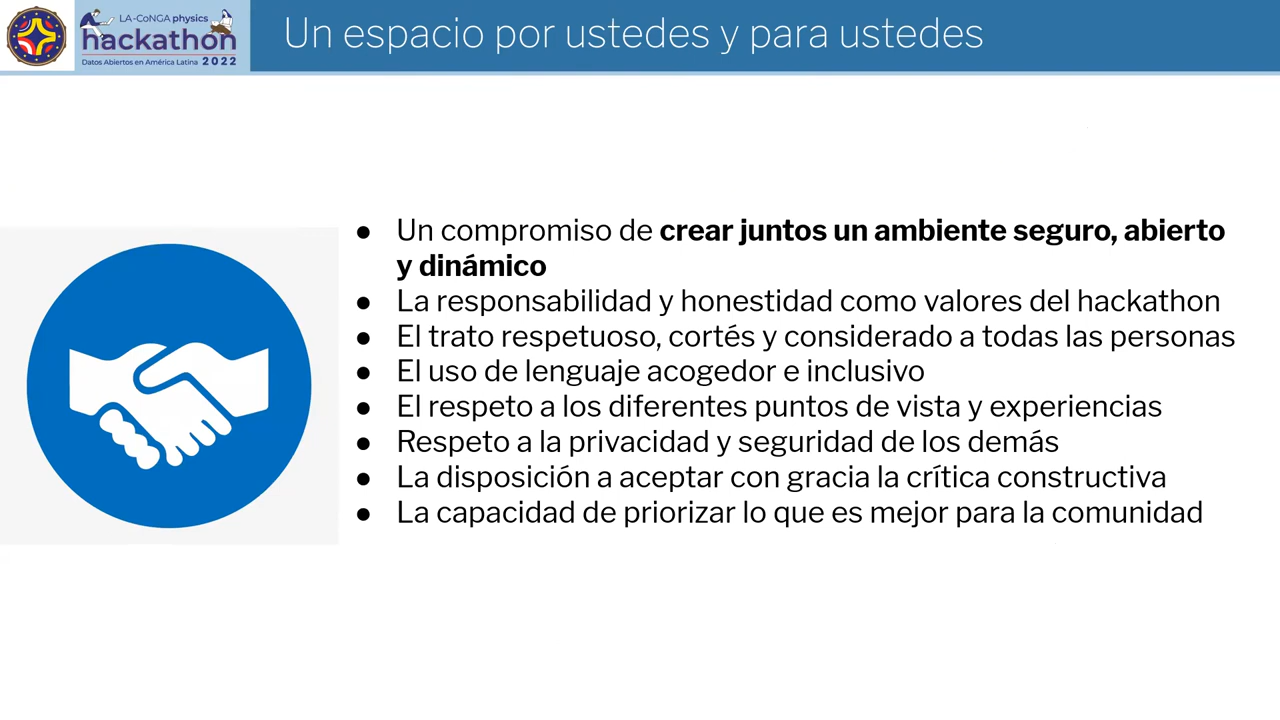 LA-CoNGA physics
hackathon
Datos Abiertos en América Latina 2022
Un espacio por ustedes y para ustedes
● Un compromiso de crear juntos un ambiente seguro, abierto
y dinámico
● La responsabilidad y honestidad como valores del hackathon
● El trato respetuoso, cortés y considerado a todas las personas
● El uso de lenguaje acogedor e inclusivo
● El respeto a los diferentes puntos de vista y experiencias
● Respeto a la privacidad y seguridad de los demás
● La disposición a aceptar con gracia la crítica constructiva
● La capacidad de priorizar lo que es mejor para la comunidad